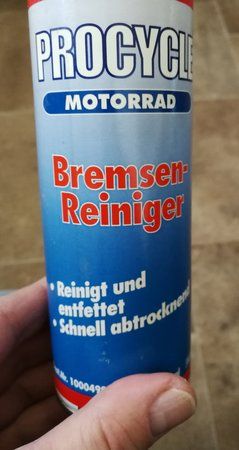 PROCYCLE
MOTORRAD
Bremsen-
Reiniger
• Reinigt und
entfettet
• Schnell abtrocknend